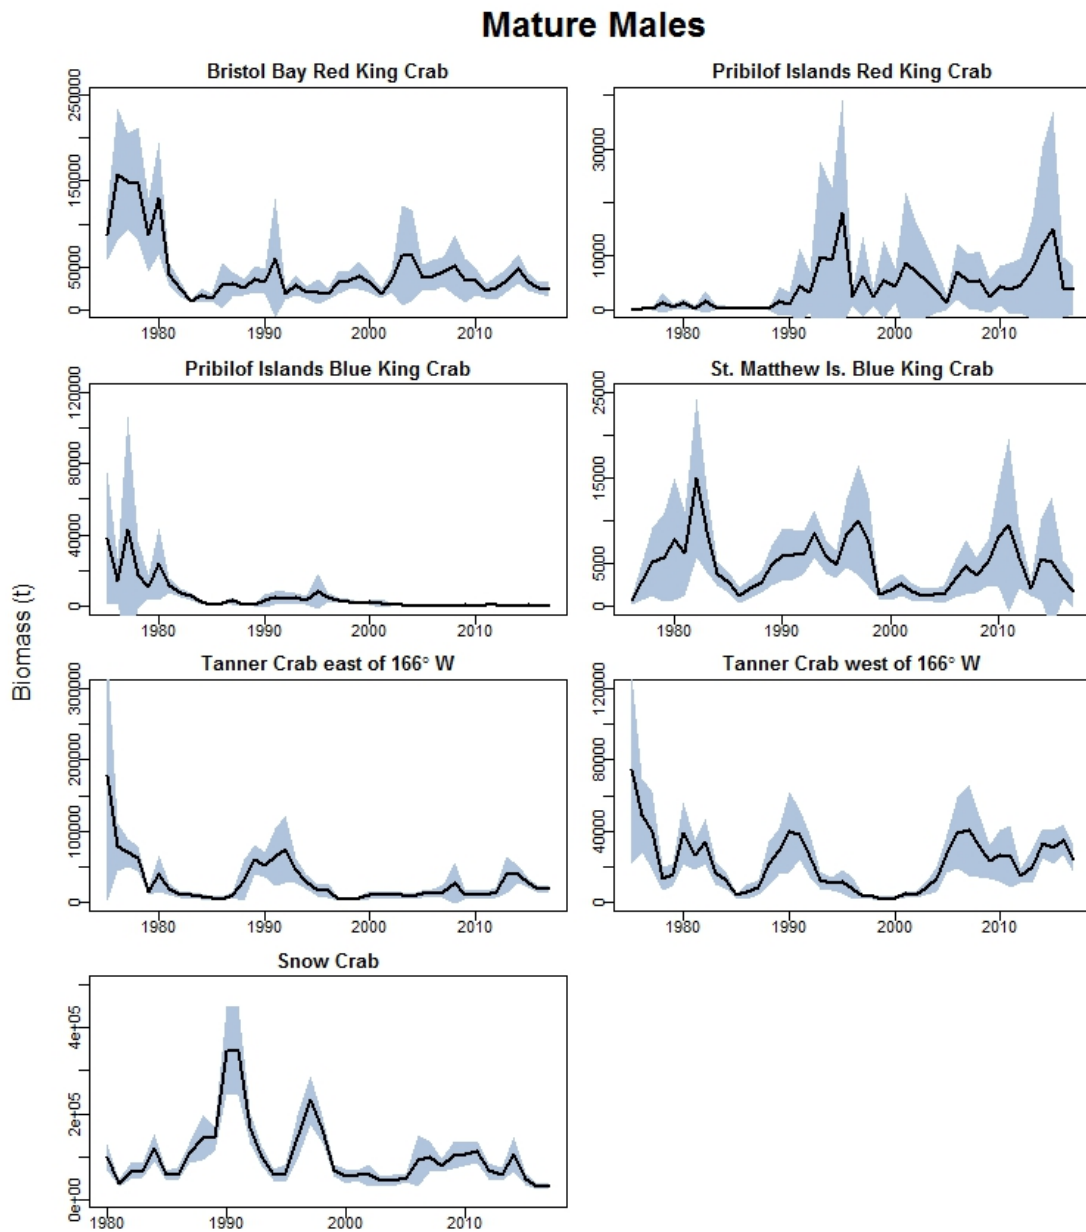 Mature Males
Biomass (t)
Bristol Bay Red King Crab
250000
150000
50000
0
1980 1990 2000 2010
Pribilof Islands Red King Crab
30000
10000
0
1980 1990 2000 2010
Pribilof Islands Blue King Crab
120000
80000
40000
0
1980 1990 2000 2010
St. Matthew Is. Blue King Crab
25000
15000
5000
0
1980 1990 2000 2010
Tanner Crab east of 166° W
300000
200000
100000
0
1980 1990 2000 2010
Tanner Crab west of 166° W
120000
80000
40000
0
1980 1990 2000 2010
Snow Crab
4e+05
2e+05
0e+00
1980 1990 2000 2010